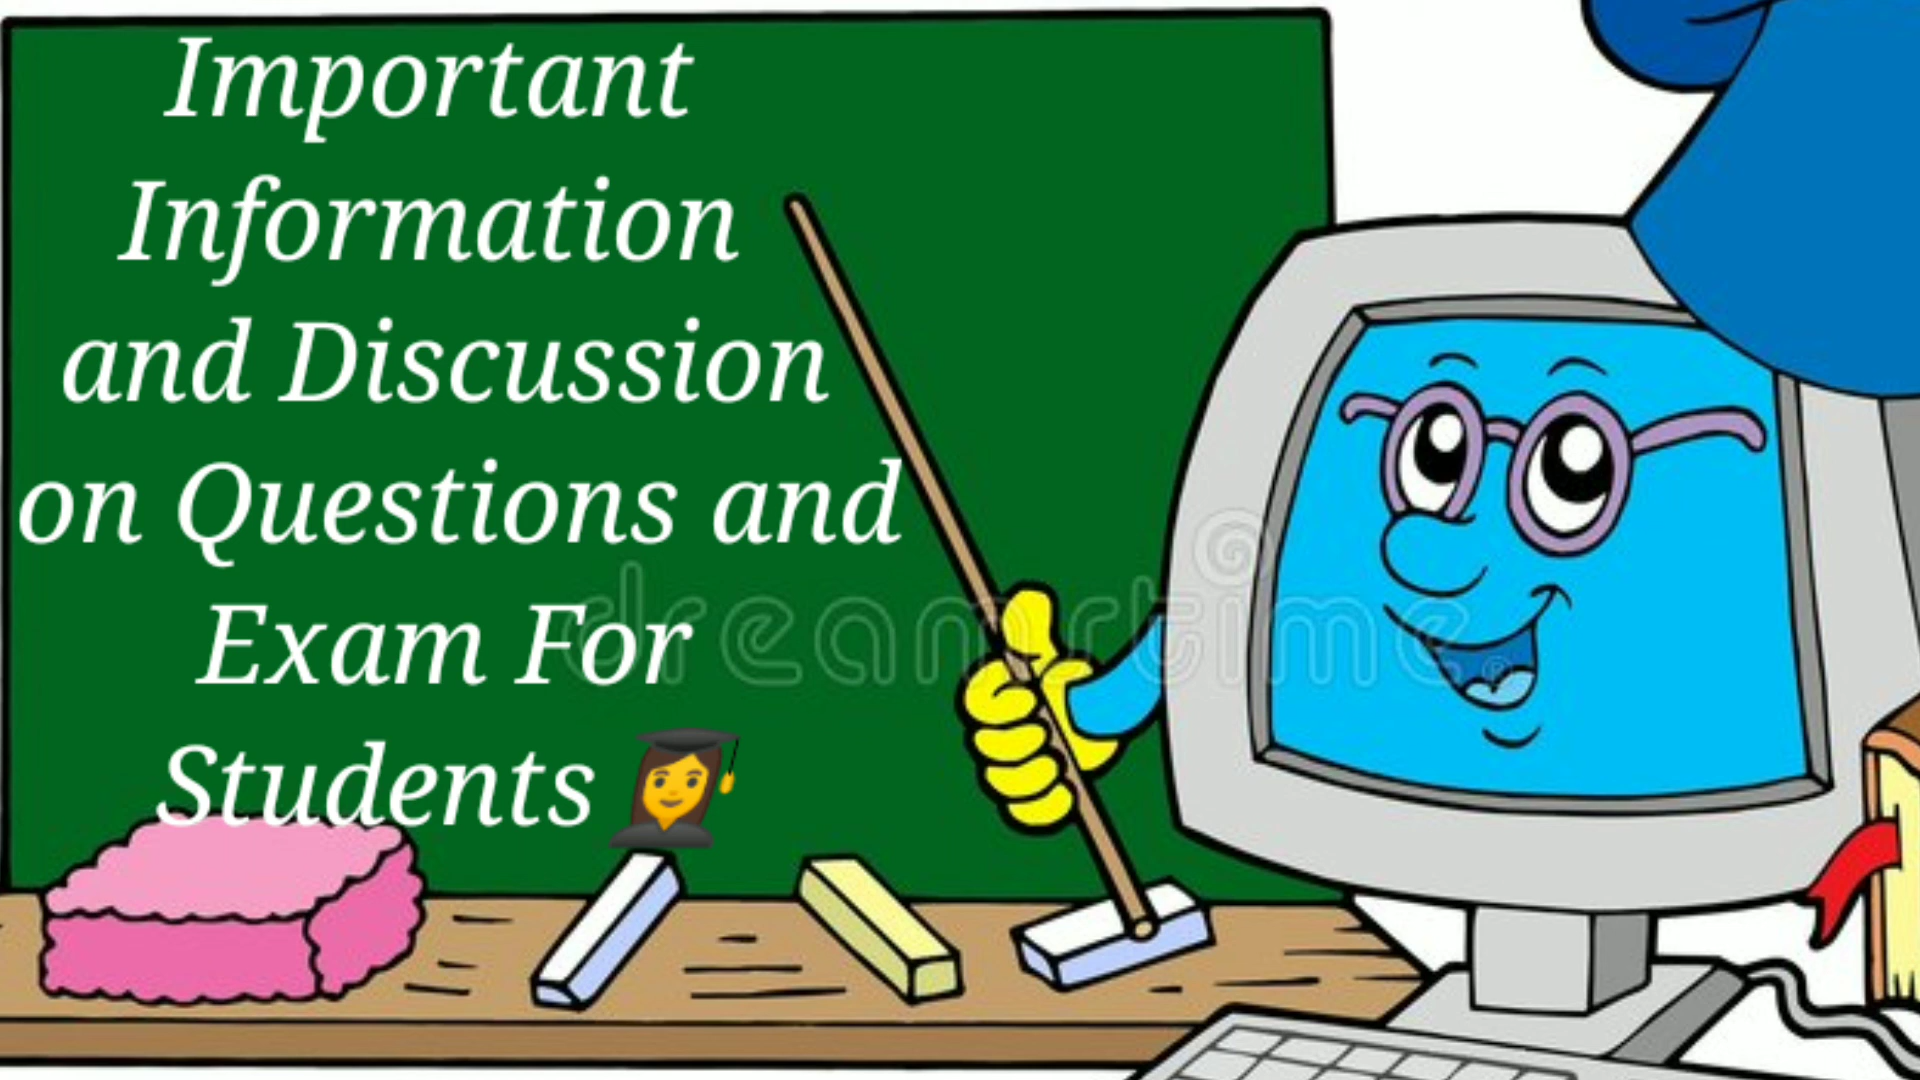 Important
Information
and Discussion
on Questions and
Exam For
Students 👩‍🎓
dreamstime